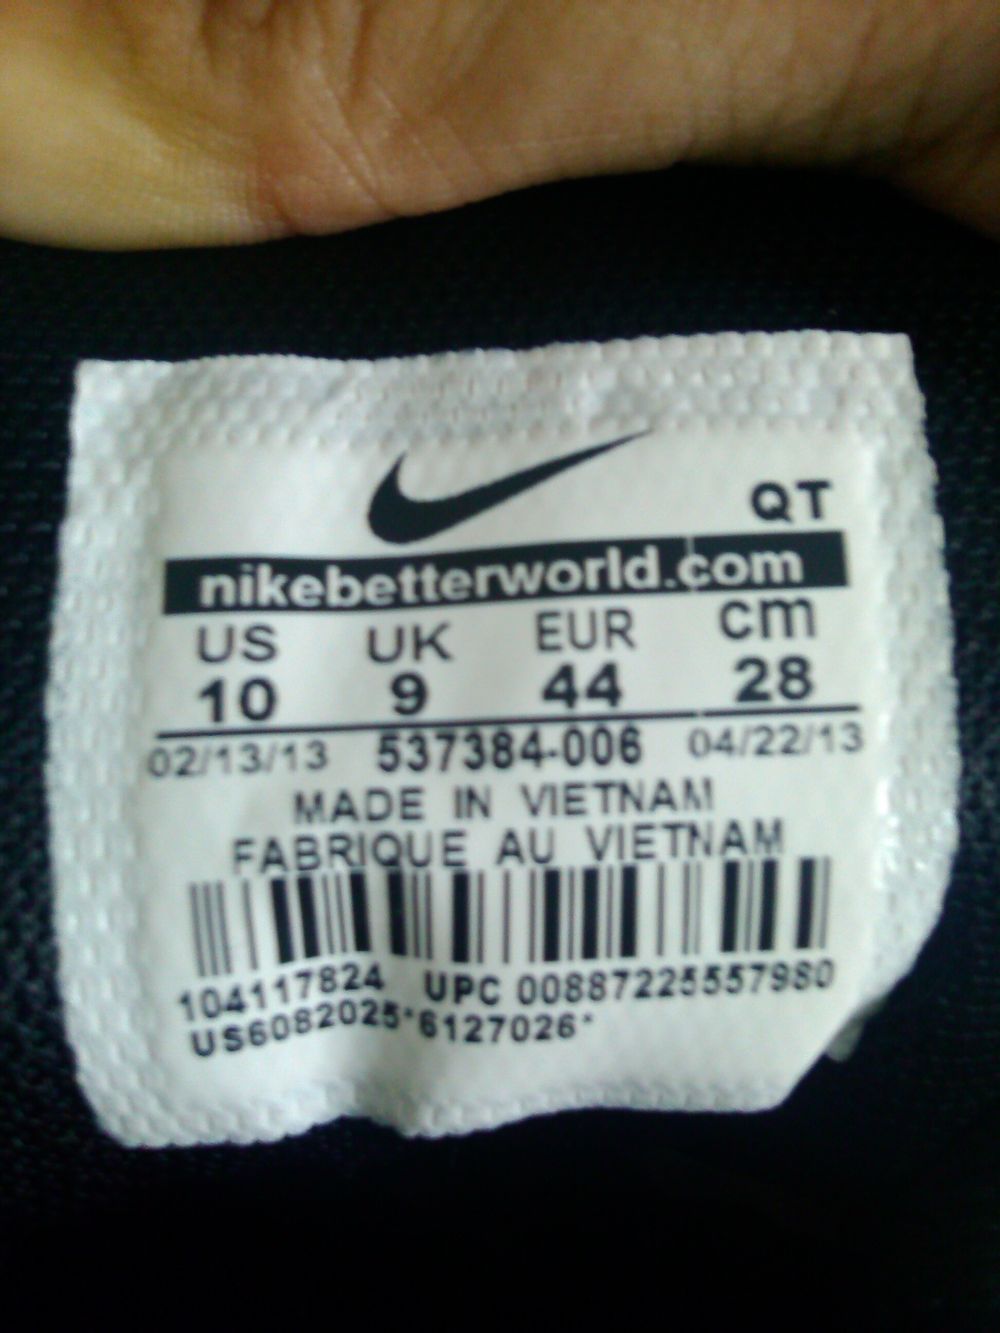 QT
nikebetterworld.com
US UK EUR cm
10 9 44 28
02/13/13 537384-006 04/22/13
MADE IN VIETNAM
FABRIQUE AU VIETNAM
104117824 UPC 00887225557980
US6082025*6127026*